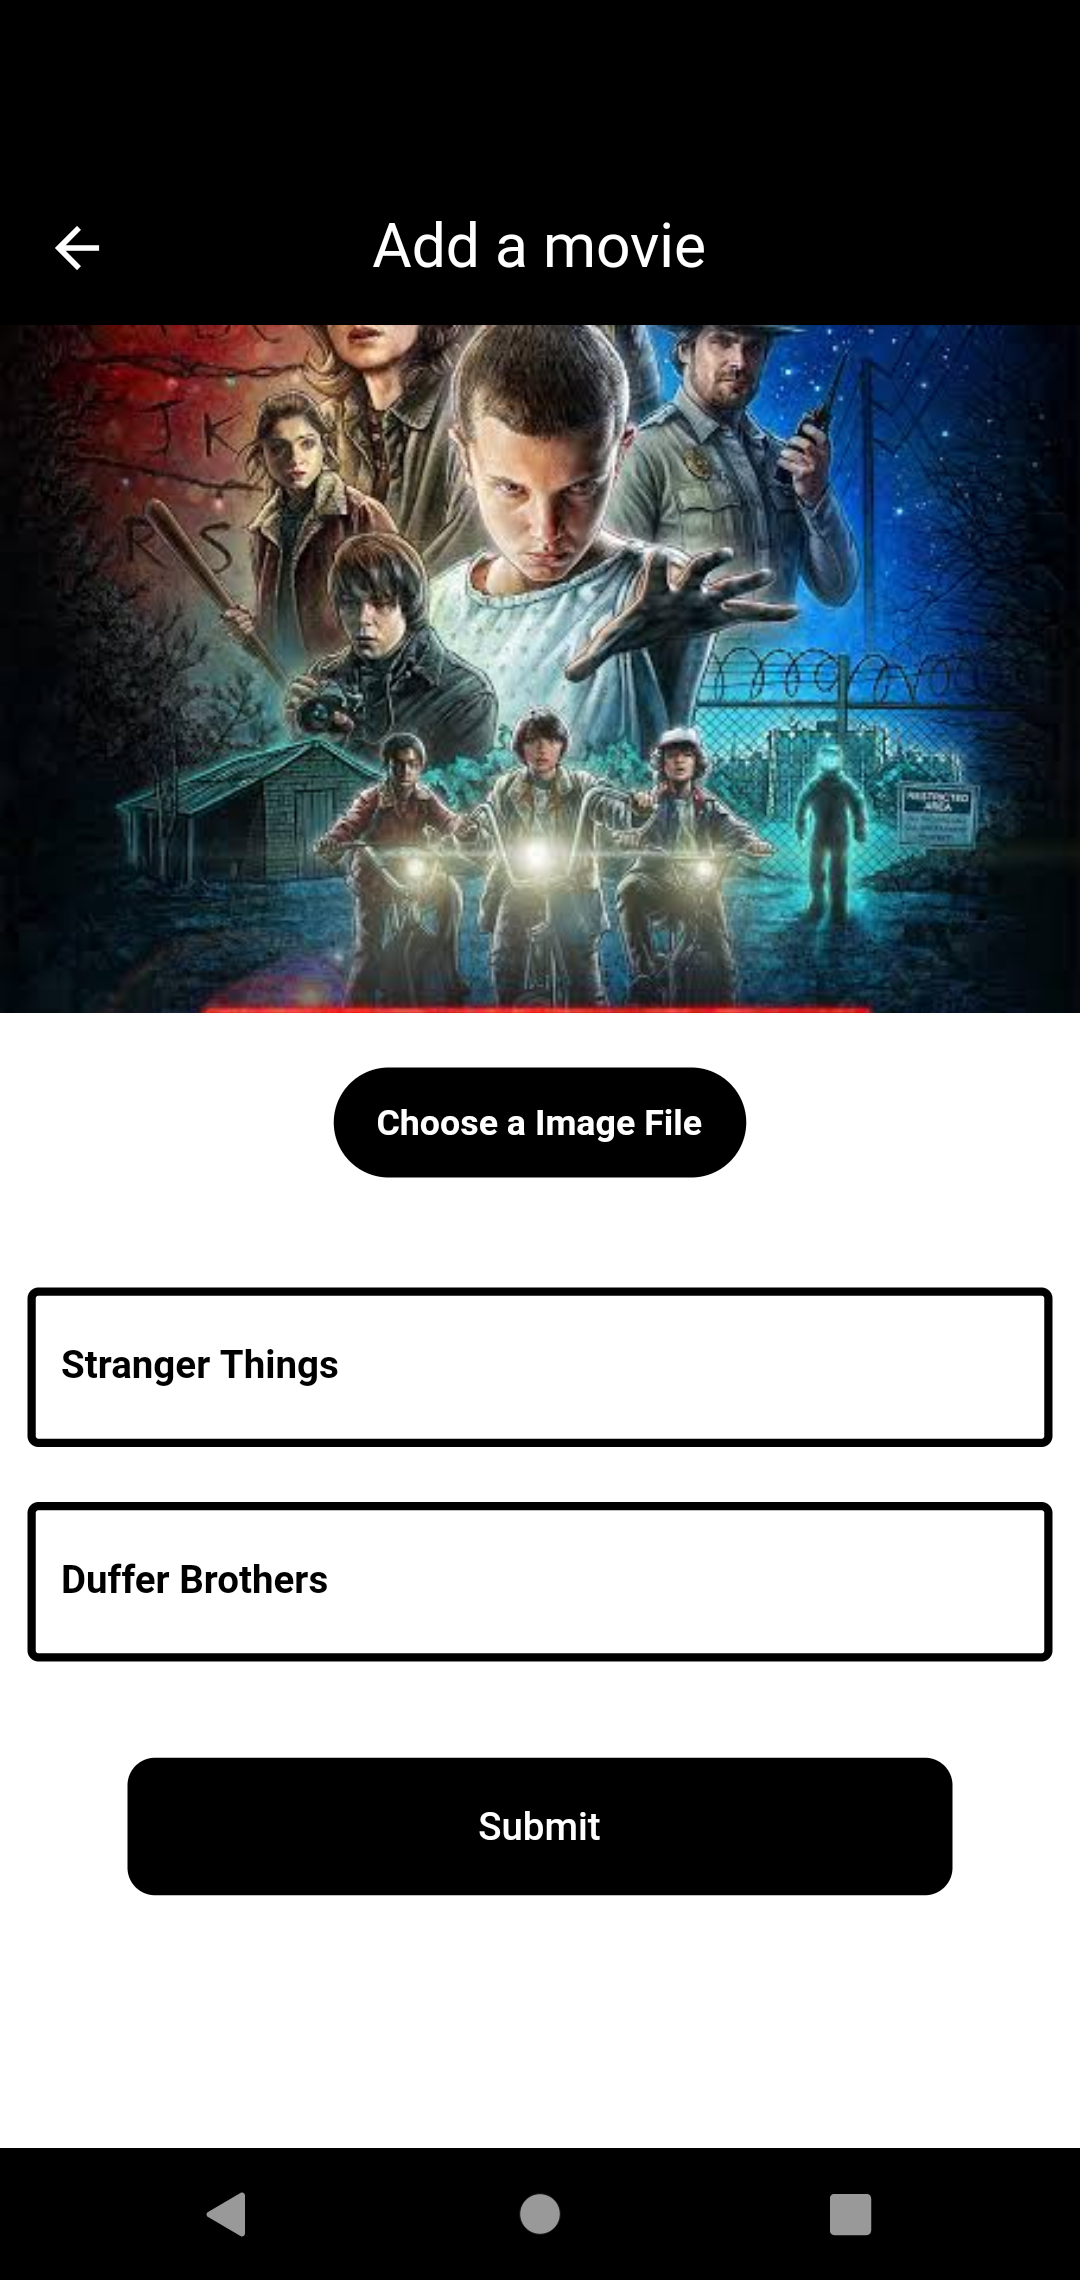 Add a movie
J K
R S
RESTRICTED
AREA
Choose a Image File
Stranger Things
Duffer Brothers
Submit